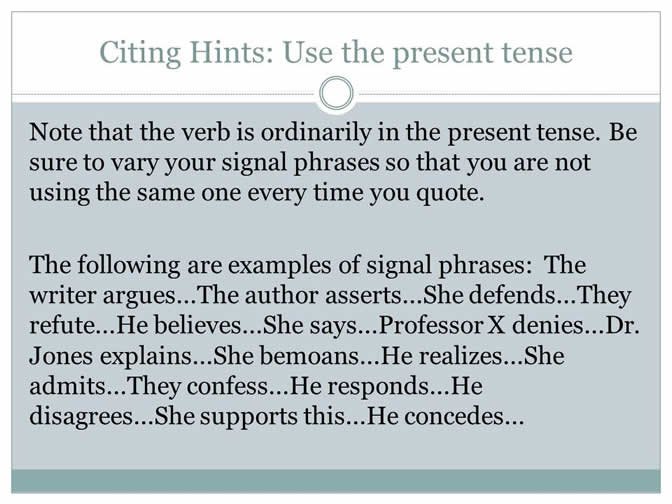 Citing Hints: Use the present tense
Note that the verb is ordinarily in the present tense. Be
sure to vary your signal phrases so that you are not
using the same one every time you quote.
The following are examples of signal phrases:  The
writer argues…The author asserts…She defends…They
refute…He believes…She says…Professor X denies…Dr.
Jones explains…She bemoans…He realizes…She
admits…They confess…He responds…He
disagrees…She supports this…He concedes…